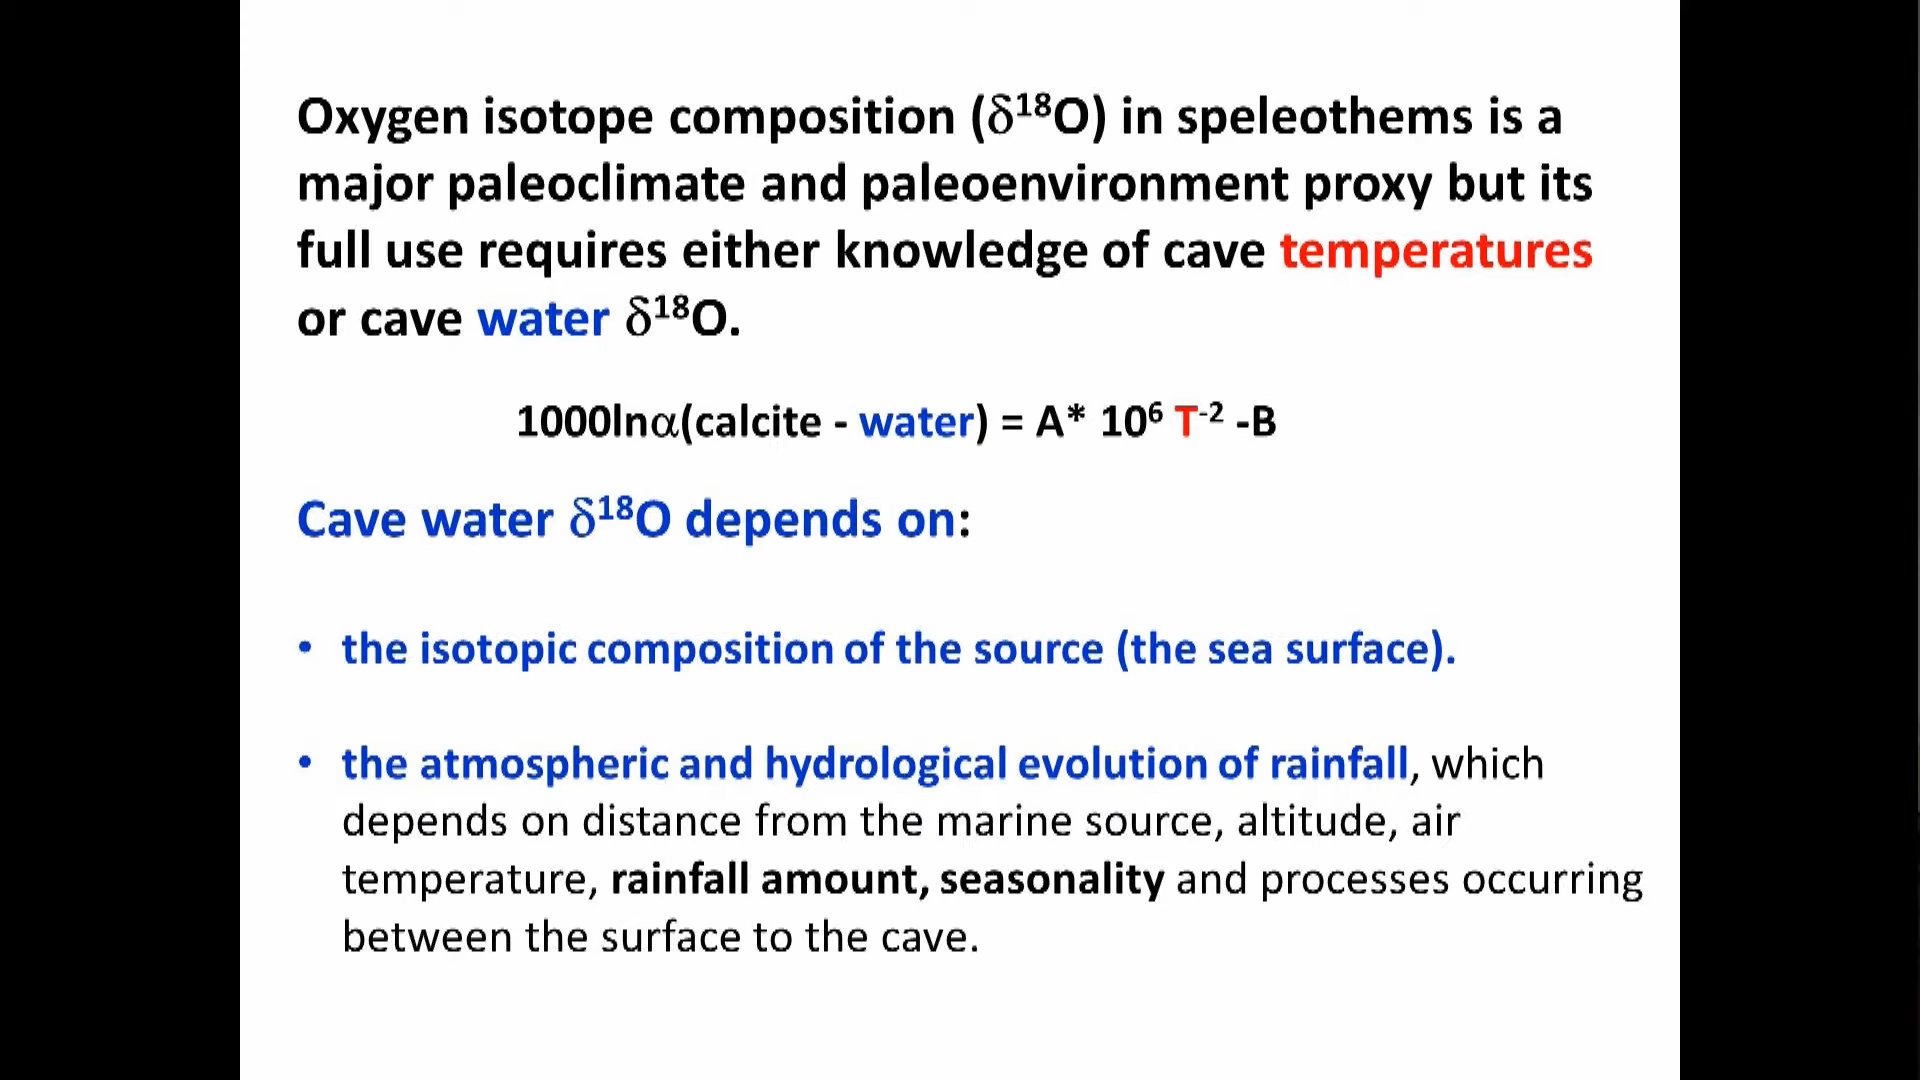 Oxygen isotope composition (δ¹⁸O) in speleothems is a
major paleoclimate and paleoenvironment proxy but its
full use requires either knowledge of cave temperatures
or cave water δ¹⁸O.
1000lnα(calcite - water) = A* 10⁶ T⁻² -B
Cave water δ¹⁸O depends on:
• the isotopic composition of the source (the sea surface).
• the atmospheric and hydrological evolution of rainfall, which
depends on distance from the marine source, altitude, air
temperature, rainfall amount, seasonality and processes occurring
between the surface to the cave.